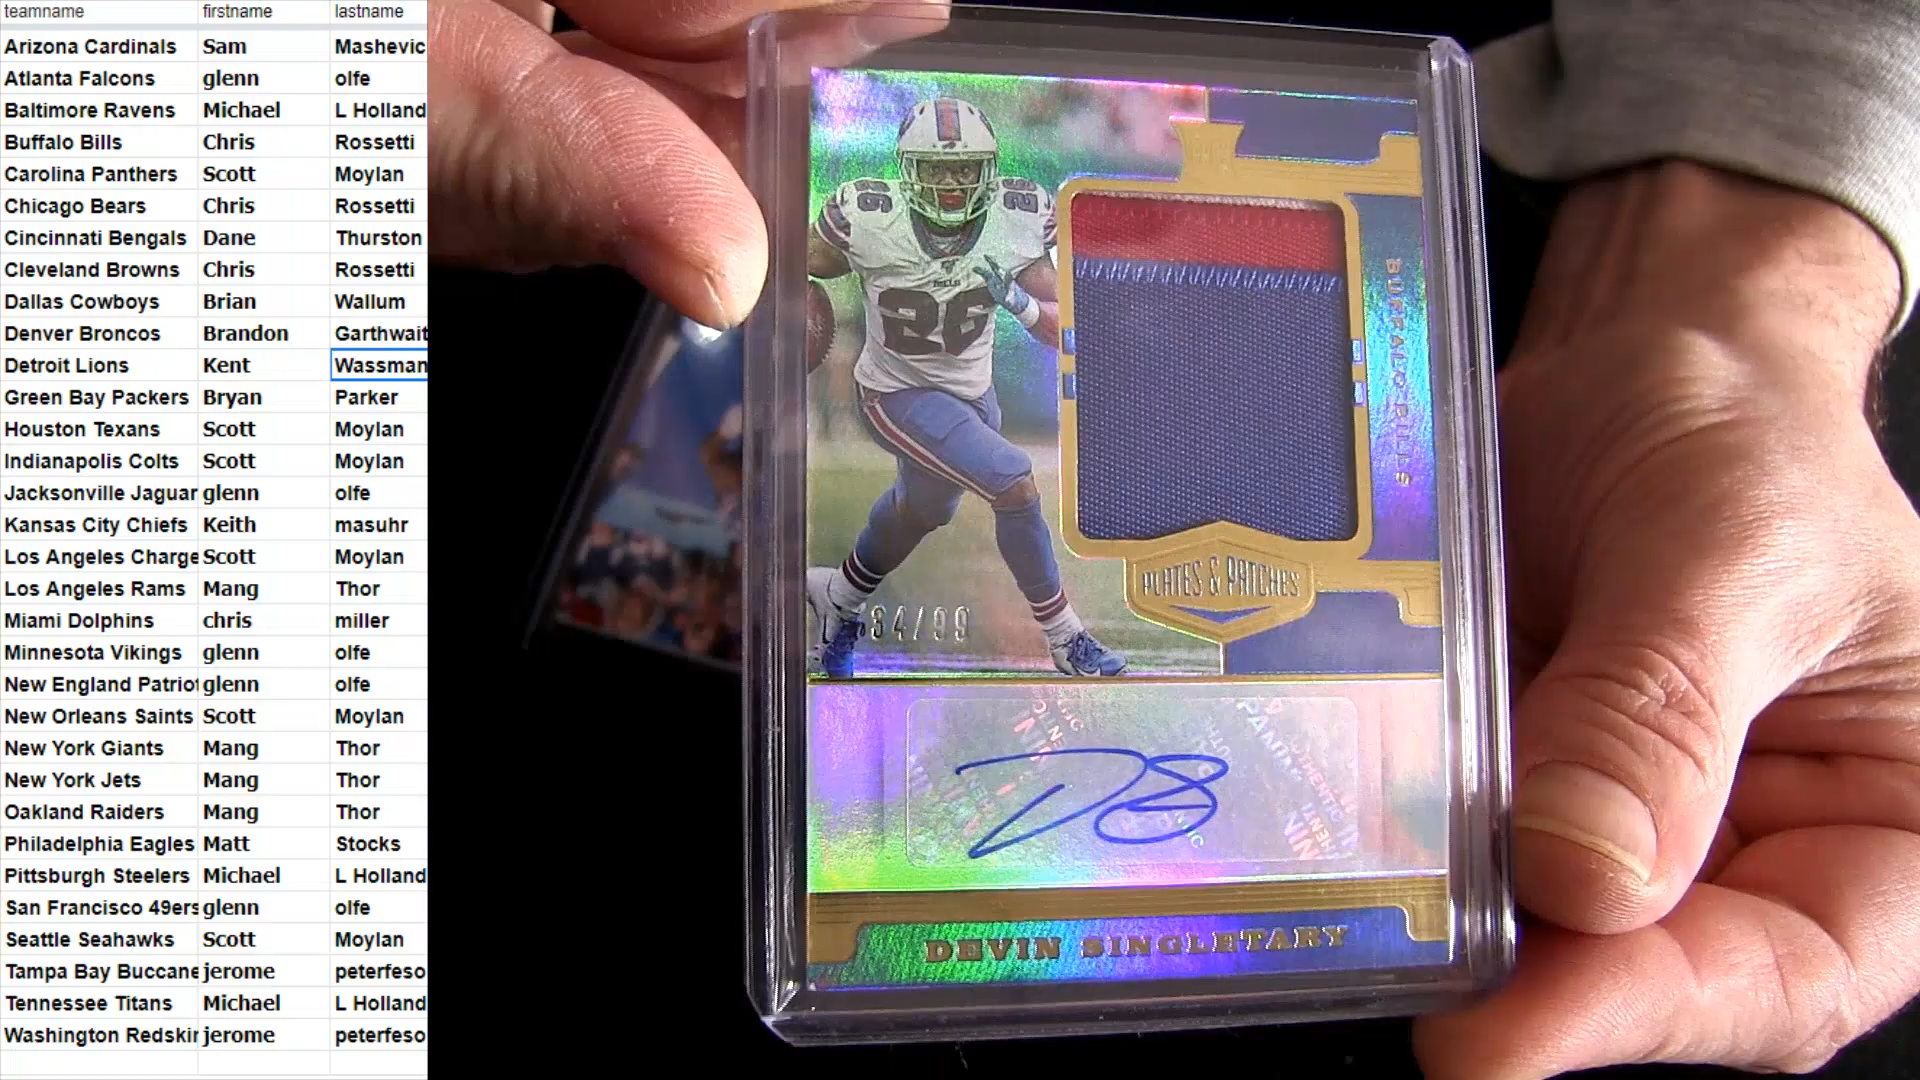 teamname firstname lastname
Arizona Cardinals Sam Mashevic
Atlanta Falcons glenn olfe
Baltimore Ravens Michael L Holland
Buffalo Bills Chris Rossetti
Carolina Panthers Scott Moylan
Chicago Bears Chris Rossetti
Cincinnati Bengals Dane Thurston
Cleveland Browns Chris Rossetti
Dallas Cowboys Brian Wallum
Denver Broncos Brandon Garthwait
Detroit Lions Kent Wassman
Green Bay Packers Bryan Parker
Houston Texans Scott Moylan
Indianapolis Colts Scott Moylan
Jacksonville Jaguar glenn olfe
Kansas City Chiefs Keith masuhr
Los Angeles Charge Scott Moylan
Los Angeles Rams Mang Thor
Miami Dolphins chris miller
Minnesota Vikings glenn olfe
New England Patriot glenn olfe
New Orleans Saints Scott Moylan
New York Giants Mang Thor
New York Jets Mang Thor
Oakland Raiders Mang Thor
Philadelphia Eagles Matt Stocks
Pittsburgh Steelers Michael L Holland
San Francisco 49ers glenn olfe
Seattle Seahawks Scott Moylan
Tampa Bay Buccane jerome peterfeso
Tennessee Titans Michael L Holland
Washington Redskin jerome peterfeso
26
26
BILLS
26
BUFFALO BILLS
PLATES & PATCHES
34/99
PANINI
DS
DEVIN SINGLETARY